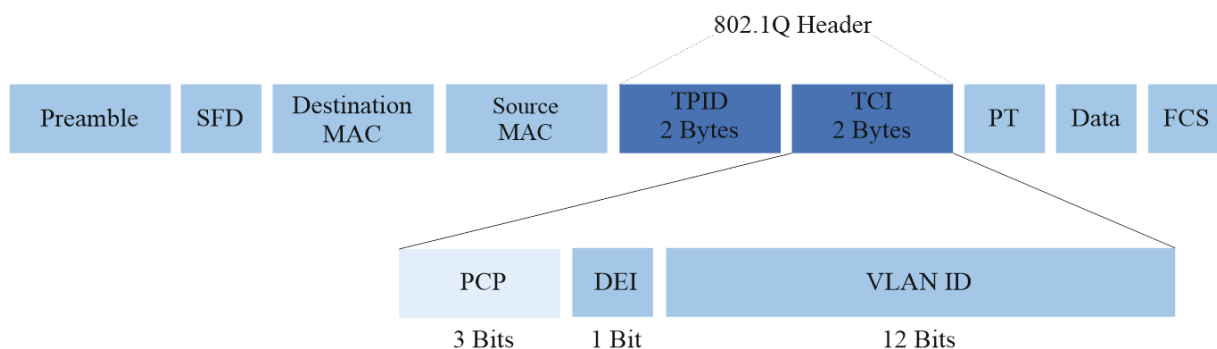 802.1Q Header
Preamble
SFD
Destination
MAC
Source
MAC
TPID
2 Bytes
TCI
2 Bytes
PT
Data
FCS
PCP
DEI
VLAN ID
3 Bits
1 Bit
12 Bits